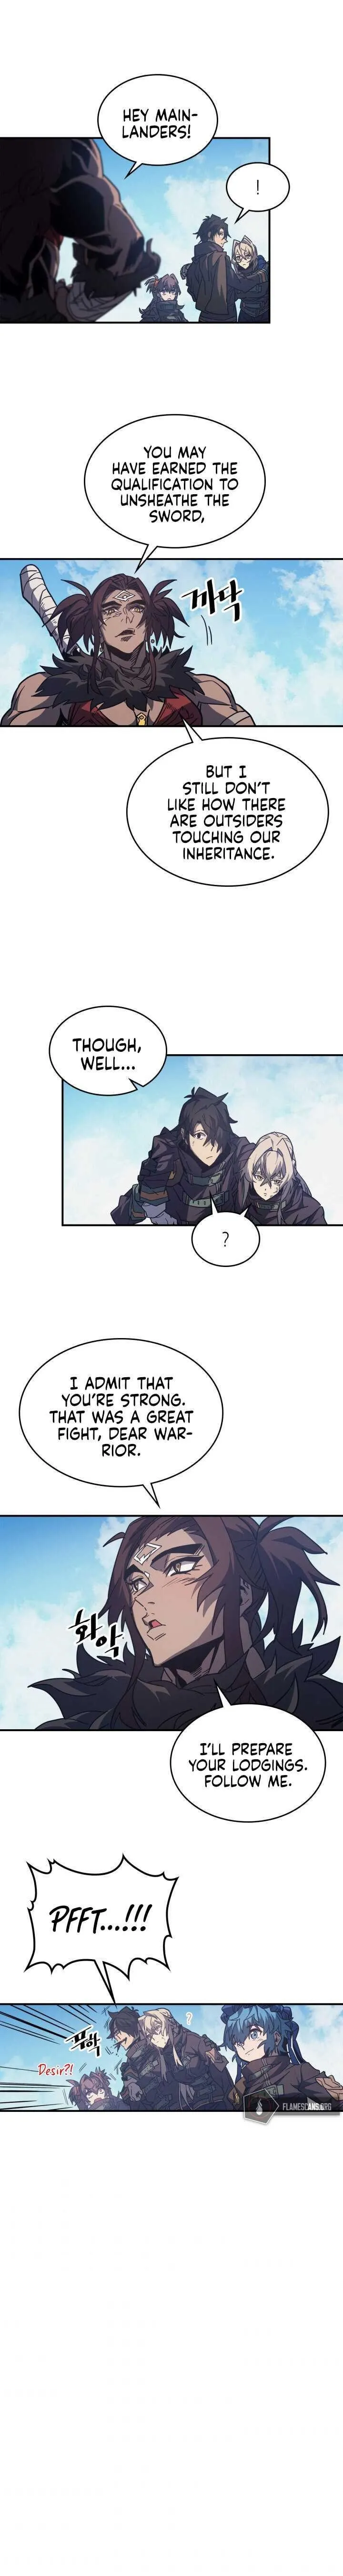 HEY MAIN-
LANDERS!
!
YOU MAY
HAVE EARNED THE
QUALIFICATION TO
UNSHEATHE THE
SWORD,
까닥
BUT I
STILL DON'T
LIKE HOW THERE
ARE OUTSIDERS
TOUCHING OUR
INHERITANCE.
THOUGH,
WELL...
?
I ADMIT THAT
YOU'RE STRONG.
THAT WAS A GREAT
FIGHT, DEAR WAR-
RIOR.
화악
I'LL PREPARE
YOUR LODGINGS.
FOLLOW ME.
PFFT...!!!
?
Desir?!
FLAMESCANS.ORG